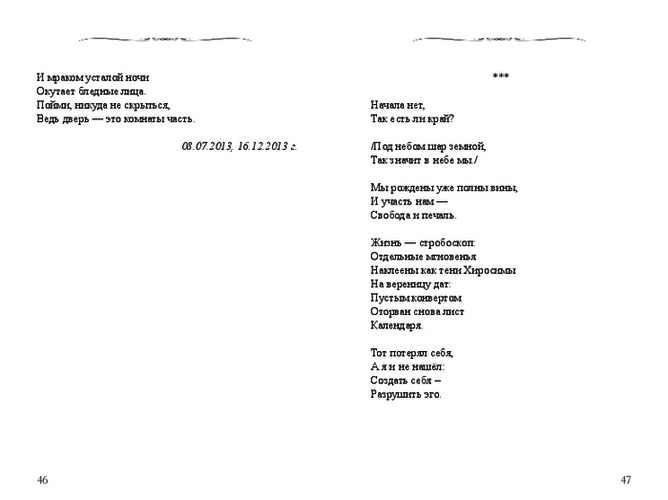 И мраком усталой ночи
Окутает бледные лица.
Пойми, никуда не скрыться,
Ведь дверь — это комнаты часть.
08.07.2013, 16.12.2013 г.
46
***
Начала нет,
Так есть ли край?
/Под небом шар земной,
Так значит в небе мы./
Мы рождены уже полны вины,
И участь нам —
Свобода и печаль.
Жизнь — стробоскоп:
Отдельные мгновенья
Наклеены как тени Хиросимы
На вереницу дат:
Пустым конвертом
Оторван снова лист
Календаря.
Тот потерял себя,
А я и не нашёл:
Создать себя –
Разрушить эго.
47